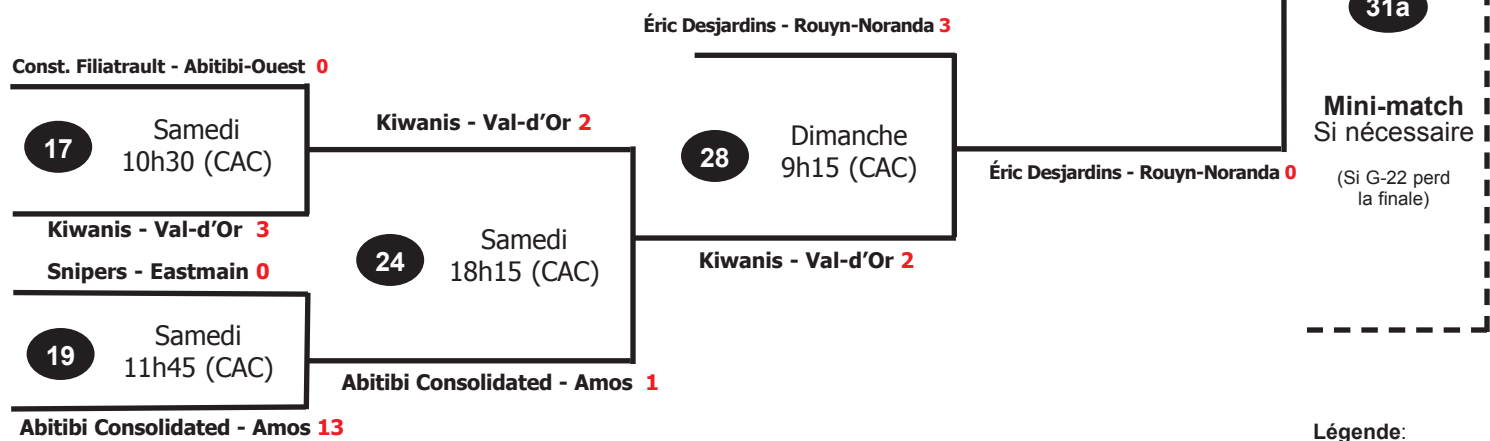 Éric Desjardins - Rouyn-Noranda 3
31a
Const. Filiatrault - Abitibi-Ouest 0
17
Samedi
10h30 (CAC)
Kiwanis - Val-d'Or 3
Kiwanis - Val-d'Or 2
28
Dimanche
9h15 (CAC)
Éric Desjardins - Rouyn-Noranda 0
Mini-match
Si nécessaire
(Si G-22 perd
la finale)
24
Samedi
18h15 (CAC)
Kiwanis - Val-d'Or 2
Snipers - Eastmain 0
19
Samedi
11h45 (CAC)
Abitibi Consolidated - Amos 1
Abitibi Consolidated - Amos 13
Légende: